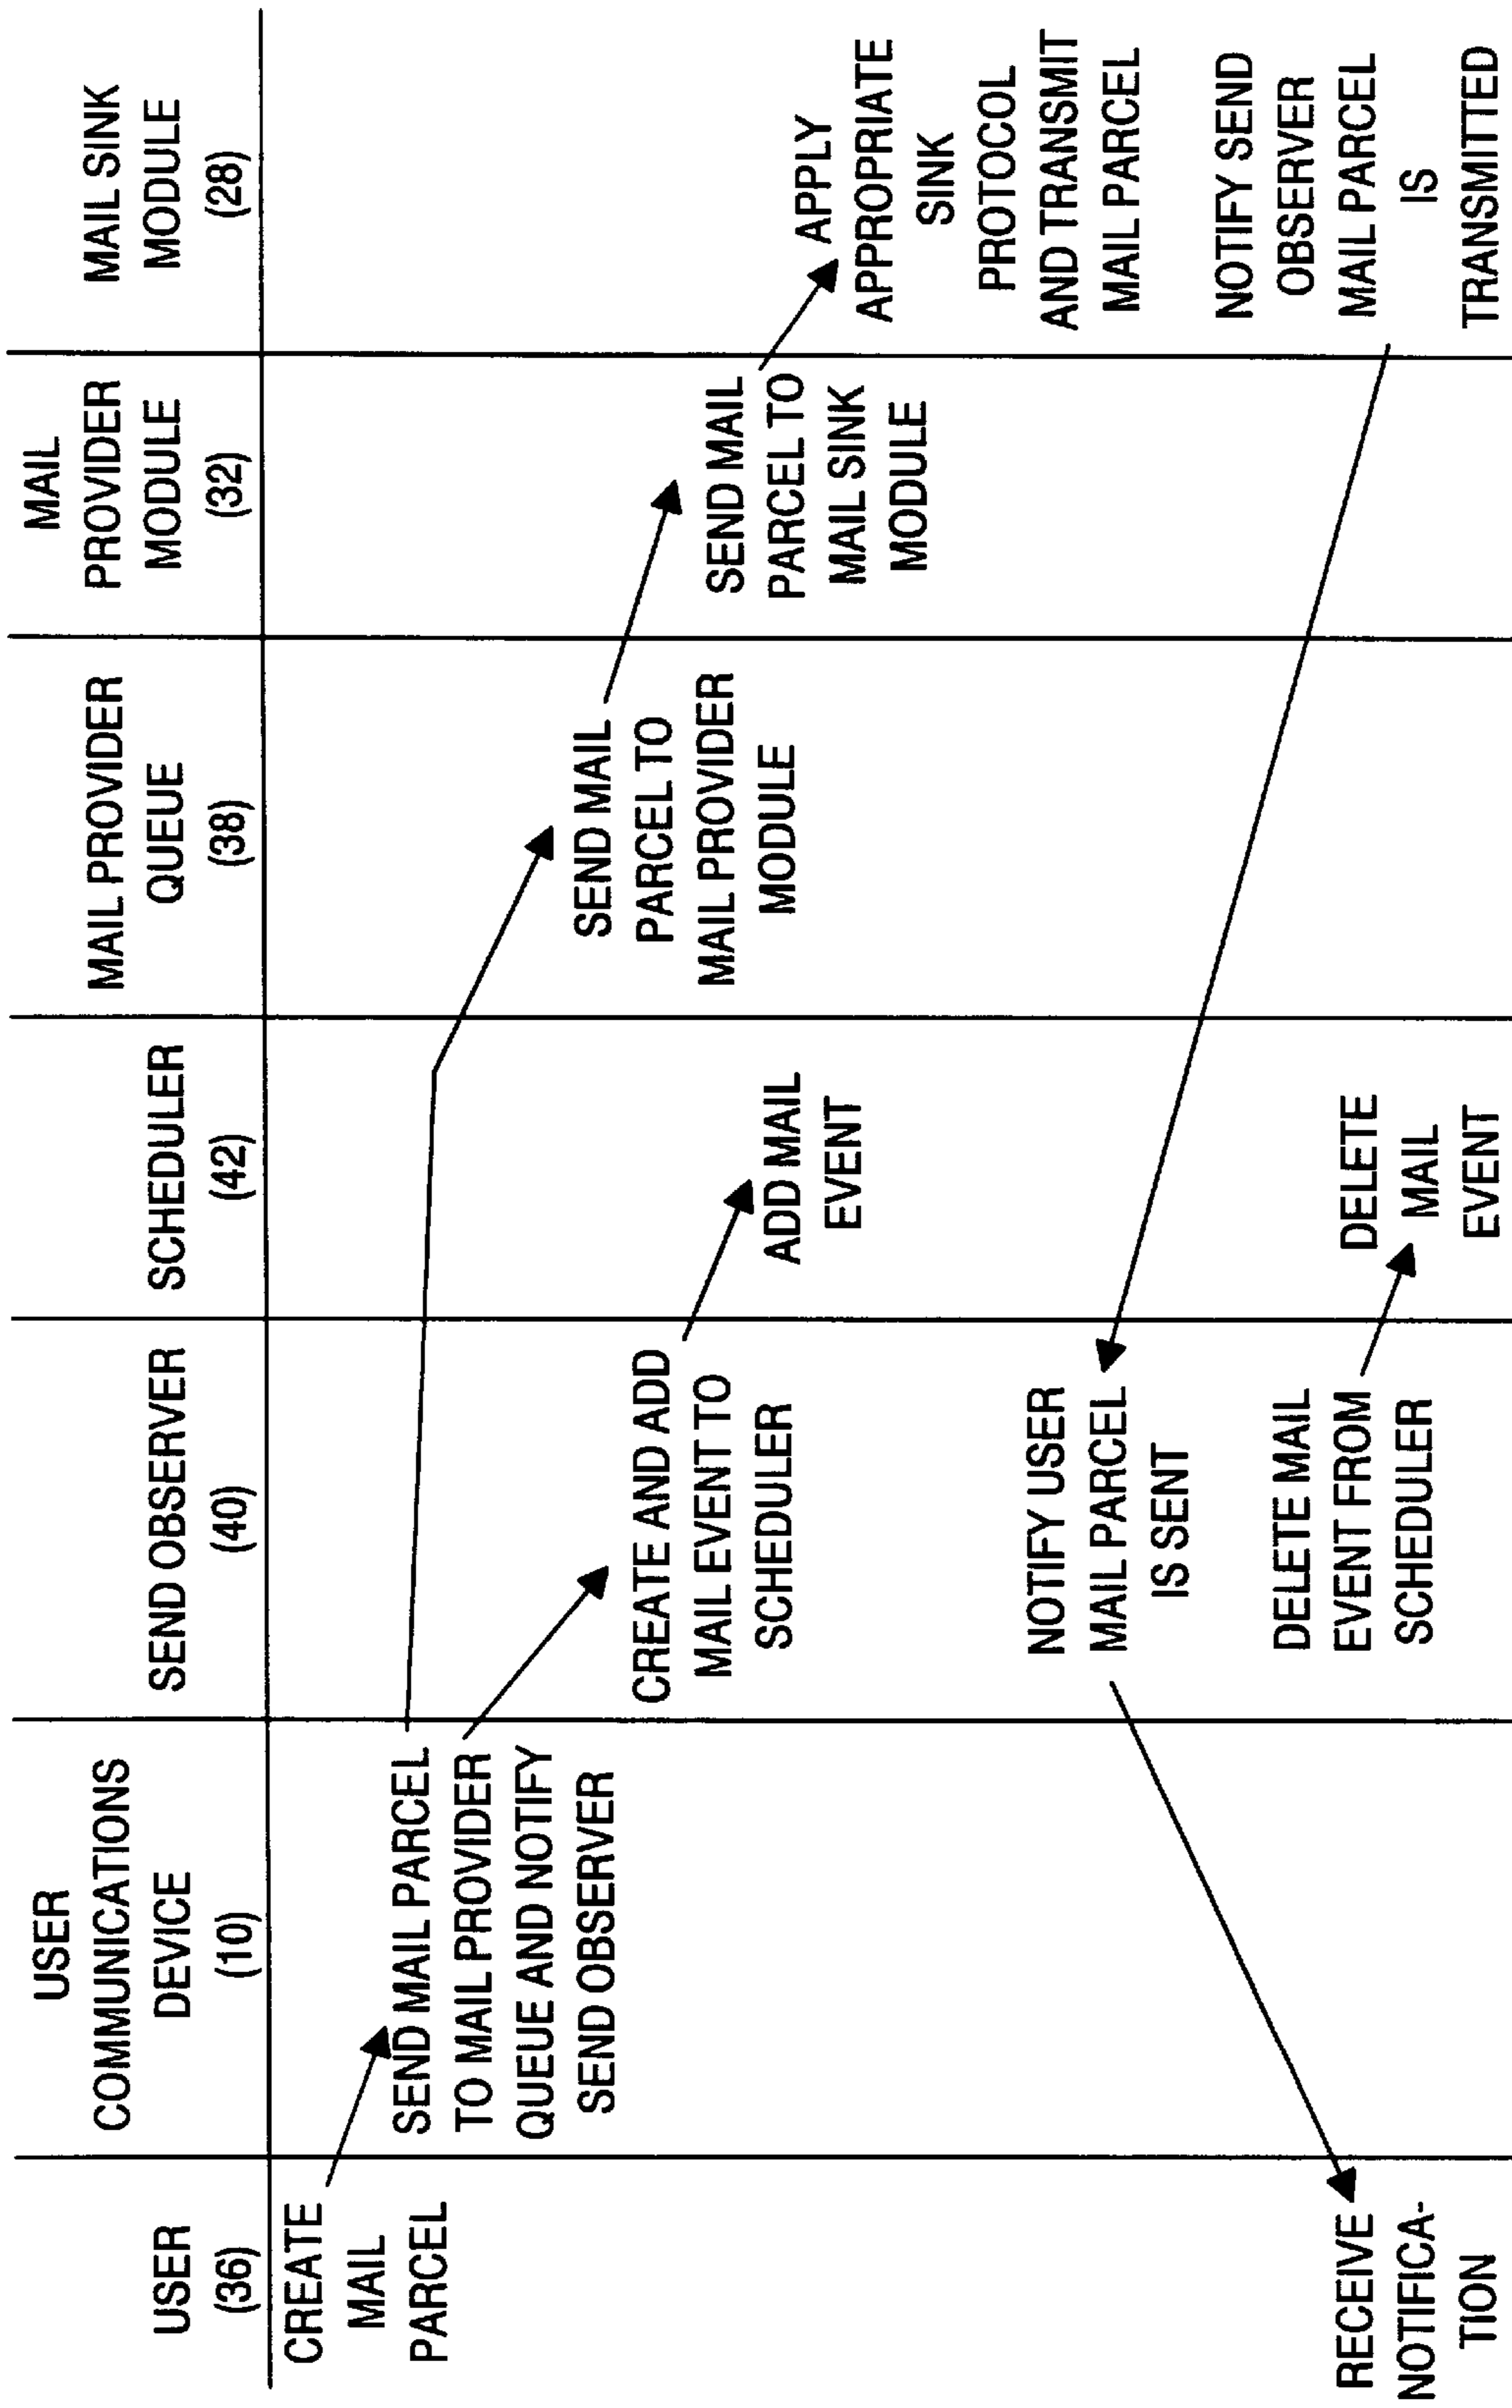 USER
(36)
USER
COMMUNICATIONS
DEVICE
(10)
SEND OBSERVER
(40)
SCHEDULER
(42)
MAIL PROVIDER
QUEUE
(38)
MAIL
PROVIDER
MODULE
(32)
MAIL SINK
MODULE
(28)
CREATE
MAIL
PARCEL
SEND MAIL PARCEL
TO MAIL PROVIDER
QUEUE AND NOTIFY
SEND OBSERVER
CREATE AND ADD
MAIL EVENT TO
SCHEDULER
ADD MAIL
EVENT
SEND MAIL
PARCEL TO
MAIL PROVIDER
MODULE
SEND MAIL
PARCEL TO
MAIL SINK
MODULE
APPLY
APPROPRIATE
SINK
PROTOCOL
AND TRANSMIT
MAIL PARCEL
NOTIFY SEND
OBSERVER
MAIL PARCEL
IS
TRANSMITTED
NOTIFY USER
MAIL PARCEL
IS SENT
DELETE MAIL
EVENT FROM
SCHEDULER
DELETE
MAIL
EVENT
RECEIVE
NOTIFICA-
TION